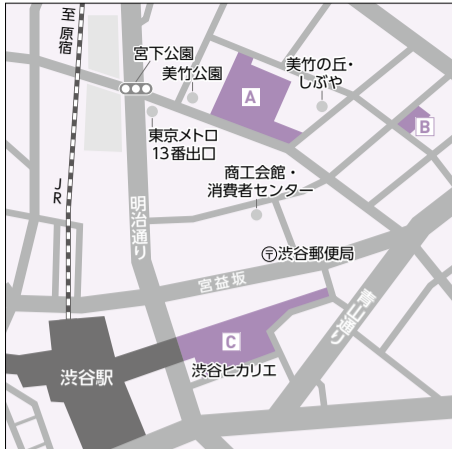 至 原宿
宮下公園
美竹公園
美竹の丘・
しぶや
A
B
東京メトロ
13番出口
商工会館・
消費者センター
JR
明治通り
〒渋谷郵便局
宮益坂
青山通り
C
渋谷ヒカリエ
渋谷駅